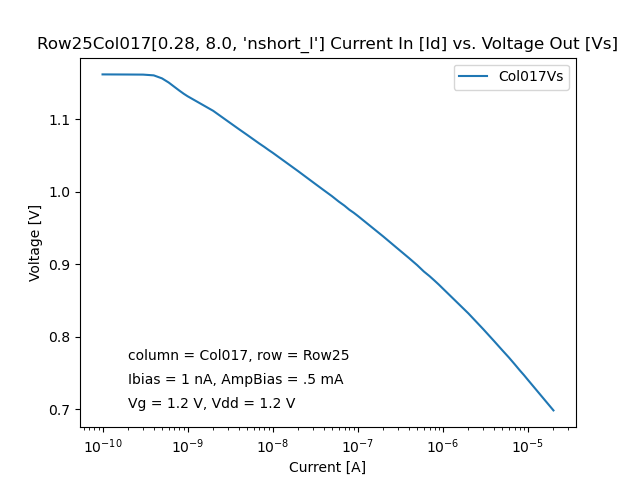 Row25Col017[0.28, 8.0, 'nshort_l'] Current In [Id] vs. Voltage Out [Vs]
Col017Vs
1.1
1.0
0.9
0.8
0.7
Voltage [V]
column = Col017, row = Row25
Ibias = 1 nA, AmpBias = .5 mA
Vg = 1.2 V, Vdd = 1.2 V
10⁻¹⁰ 10⁻⁹ 10⁻⁸ 10⁻⁷ 10⁻⁶ 10⁻⁵
Current [A]